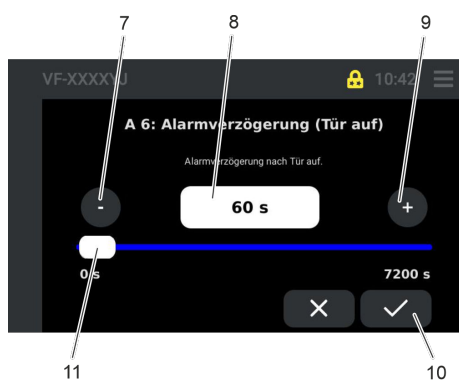 7 8 9
VF-XXXXYJ 10:42
A 6: Alarmverzögerung (Tür auf)
Alarmverzögerung nach Tür auf.
- 60 s +
0 s 7200 s
11 10